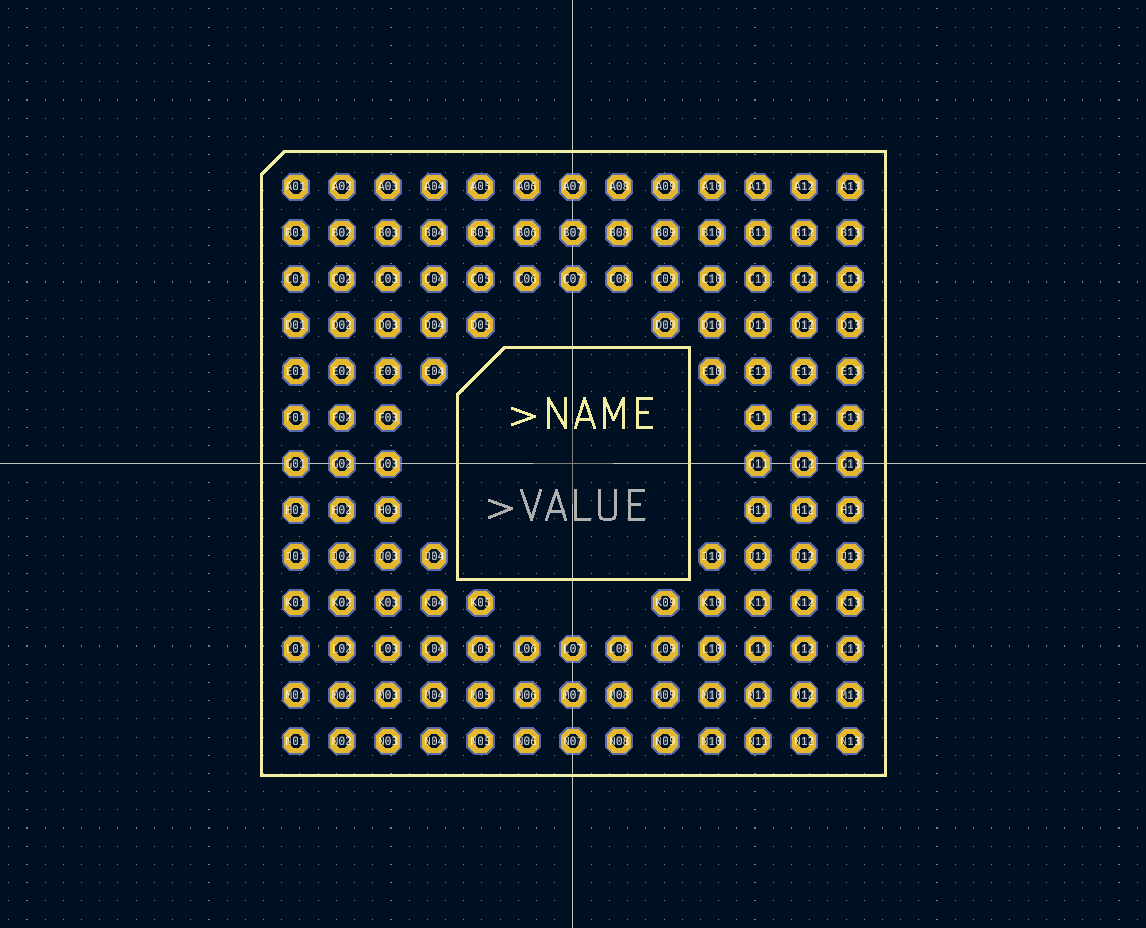 A01 A02 A03 A04 A05 A06 A07 A08 A09 A10 A11 A12 A13
B01 B02 B03 B04 B05 B06 B07 B08 B09 B10 B11 B12 B13
C01 C02 C03 C04 C05 C06 C07 C08 C09 C10 C11 C12 C13
D01 D02 D03 D04 D05 D09 D10 D11 D12 D13
E01 E02 E03 E04 E10 E11 E12 E13
F01 F02 F03 F11 F12 F13
>NAME
G01 G02 G03 G11 G12 G13
H01 H02 H03 H11 H12 H13
>VALUE
J01 J02 J03 J04 J10 J11 J12 J13
K01 K02 K03 K04 K05 K09 K10 K11 K12 K13
L01 L02 L03 L04 L05 L06 L07 L08 L09 L10 L11 L12 L13
M01 M02 M03 M04 M05 M06 M07 M08 M09 M10 M11 M12 M13
N01 N02 N03 N04 N05 N06 N07 N08 N09 N10 N11 N12 N13